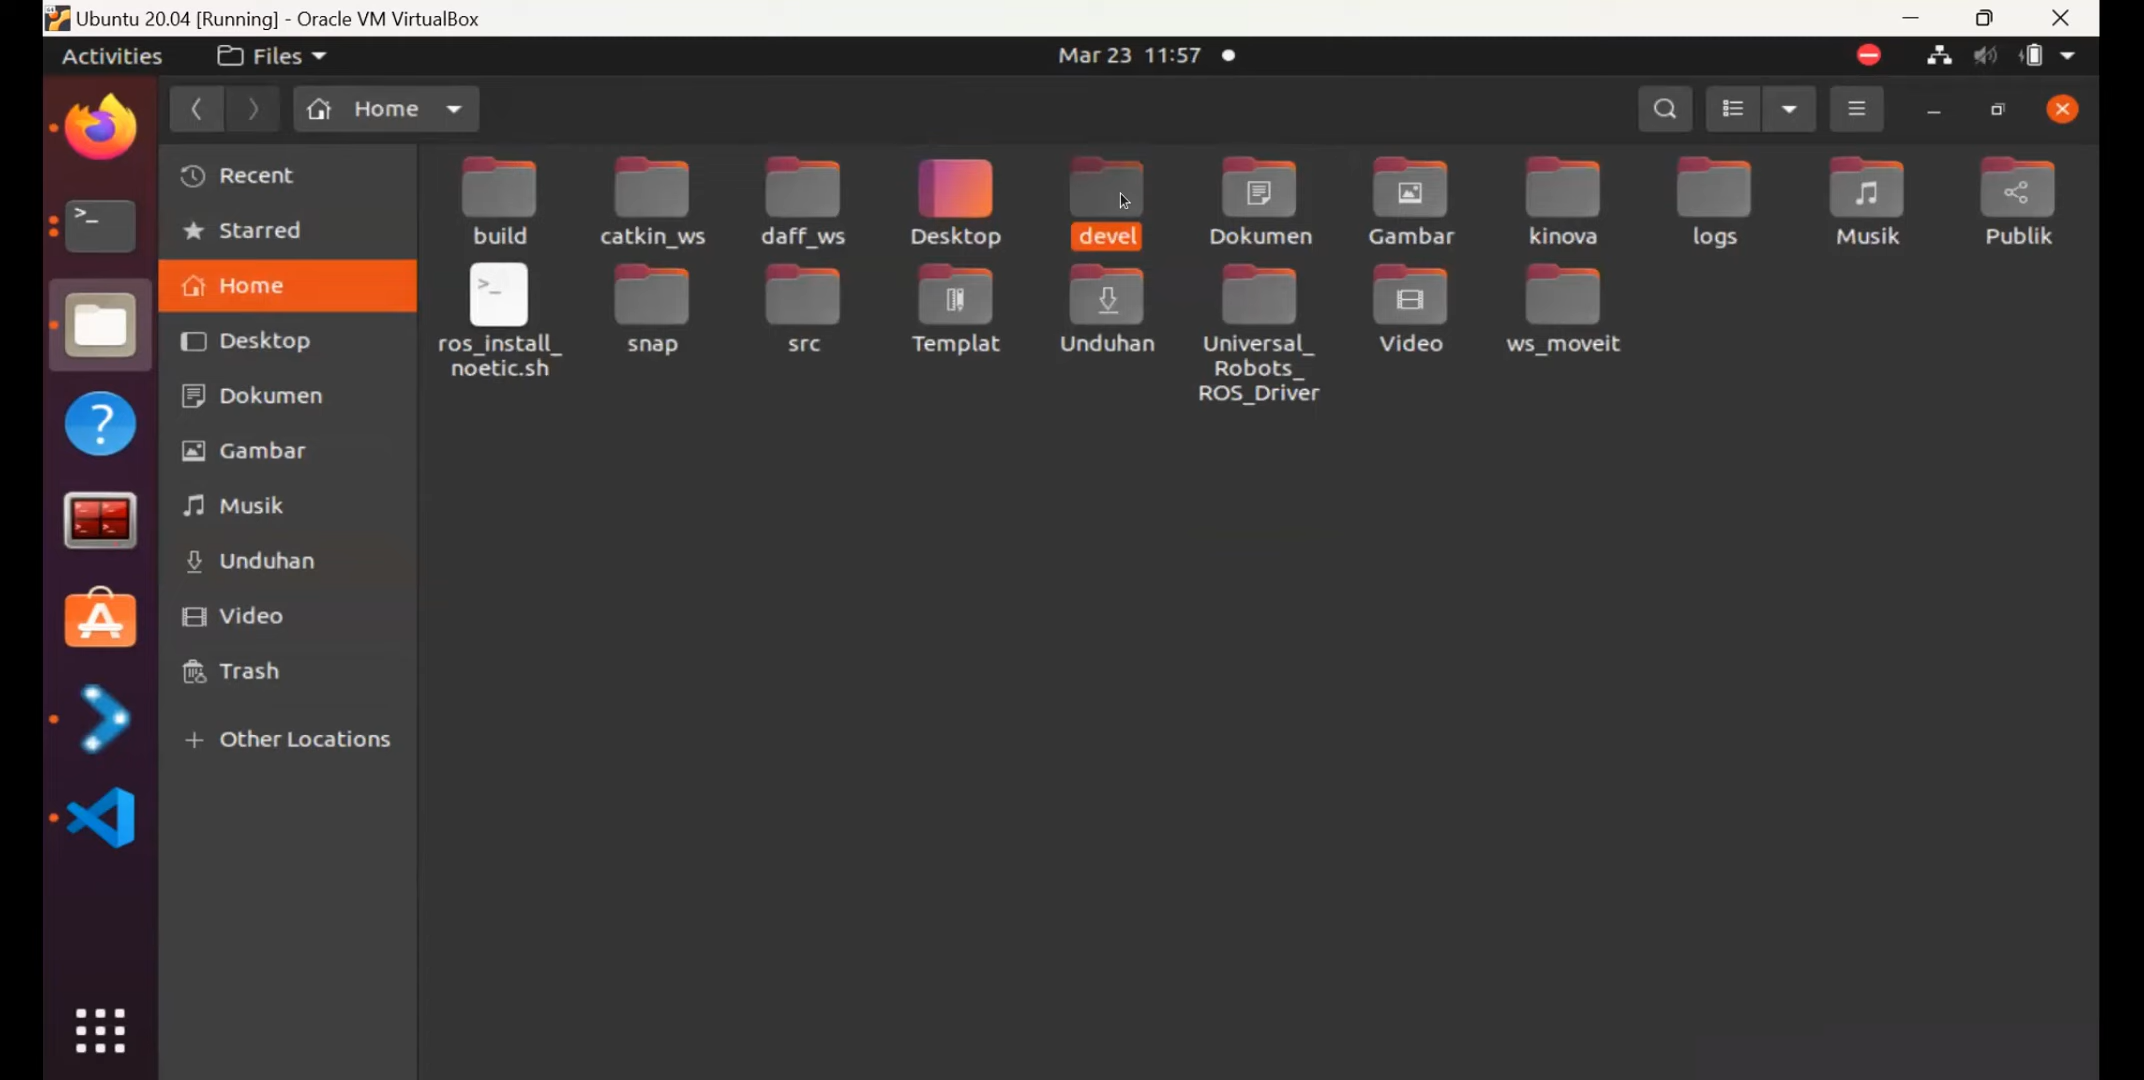 Ubuntu 20.04 [Running] - Oracle VM VirtualBox
Activities Files Mar 23 11:57
Home
Recent
Starred
Home
Desktop
Dokumen
Gambar
Musik
Unduhan
Video
Trash
Other Locations
build catkin_ws daff_ws Desktop devel Dokumen Gambar kinova logs Musik Publik
ros_install_ snap src Templat Unduhan Universal_ Video ws_moveit
noetic.sh Robots_
ROS_Driver